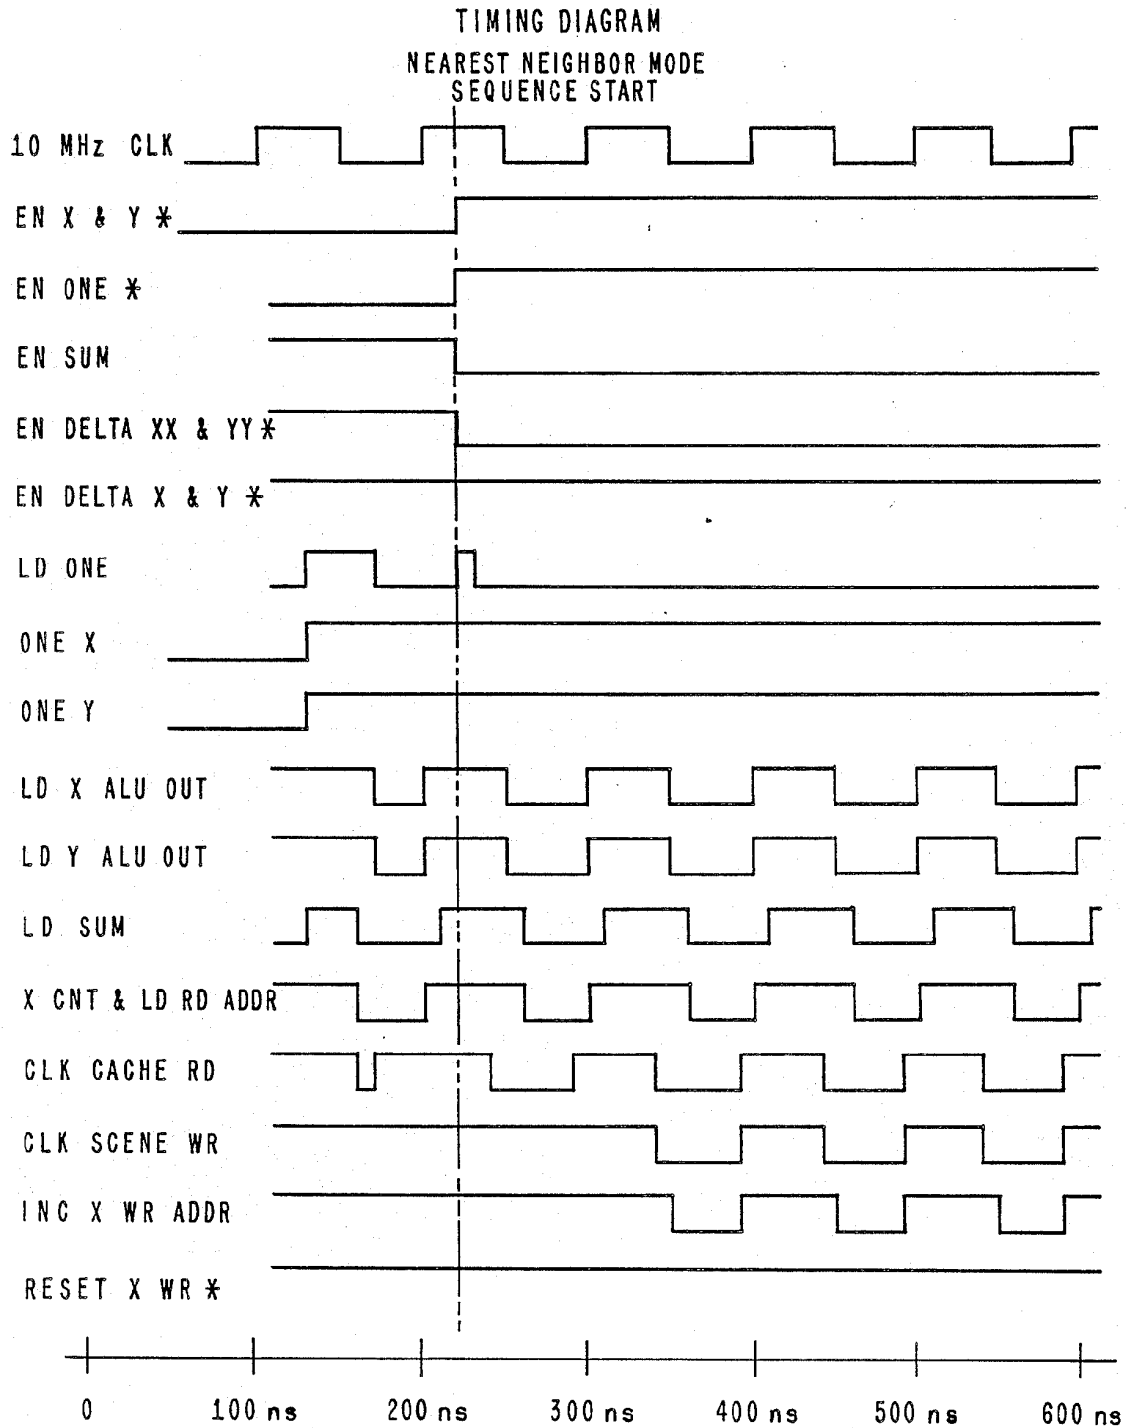 TIMING DIAGRAM
NEAREST NEIGHBOR MODE
SEQUENCE START
10 MHz CLK
EN X & Y *
EN ONE *
EN SUM
EN DELTA XX & YY *
EN DELTA X & Y *
LD ONE
ONE X
ONE Y
LD X ALU OUT
LD Y ALU OUT
LD SUM
X CNT & LD RD ADDR
CLK CACHE RD
CLK SCENE WR
INC X WR ADDR
RESET X WR *
0 100 ns 200 ns 300 ns 400 ns 500 ns 600 ns